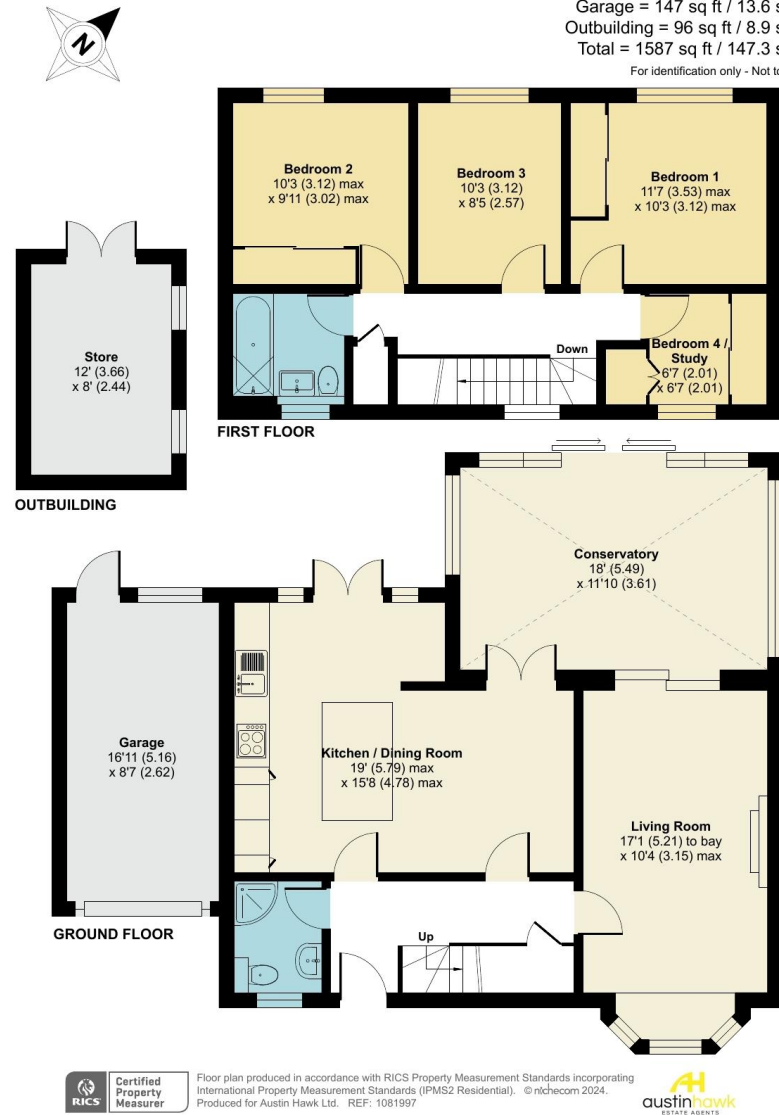 Garage = 147 sq ft / 13.6 s
Outbuilding = 96 sq ft / 8.9 s
Total = 1587 sq ft / 147.3 s
For identification only - Not to
N
Bedroom 2
10'3 (3.12) max
x 9'11 (3.02) max
Bedroom 3
10'3 (3.12)
x 8'5 (2.57)
Bedroom 1
11'7 (3.53) max
x 10'3 (3.12) max
Bedroom 4 /
Study
6'7 (2.01)
x 6'7 (2.01)
Down
FIRST FLOOR
Store
12' (3.66)
x 8' (2.44)
OUTBUILDING
Conservatory
18' (5.49)
x 11'10 (3.61)
Garage
16'11 (5.16)
x 8'7 (2.62)
Kitchen / Dining Room
19' (5.79) max
x 15'8 (4.78) max
Living Room
17'1 (5.21) to bay
x 10'4 (3.15) max
Up
GROUND FLOOR
RICS
Certified
Property
Measurer
Floor plan produced in accordance with RICS Property Measurement Standards incorporating
International Property Measurement Standards (IPMS2 Residential). © nichecom 2024.
Produced for Austin Hawk Ltd. REF: 1081997
AH
austinhawk
ESTATE AGENTS